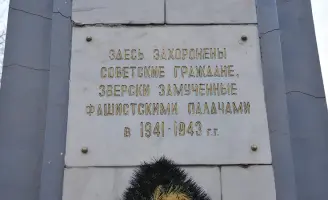 ЗДЕСЬ ЗАХОРОНЕНЫ
СОВЕТСКИЕ ГРАЖДАНЕ,
ЗВЕРСКИ ЗАМУЧЕННЫЕ
ФАШИСТСКИМИ ПАЛАЧАМИ
В 1941-1943 г.г.